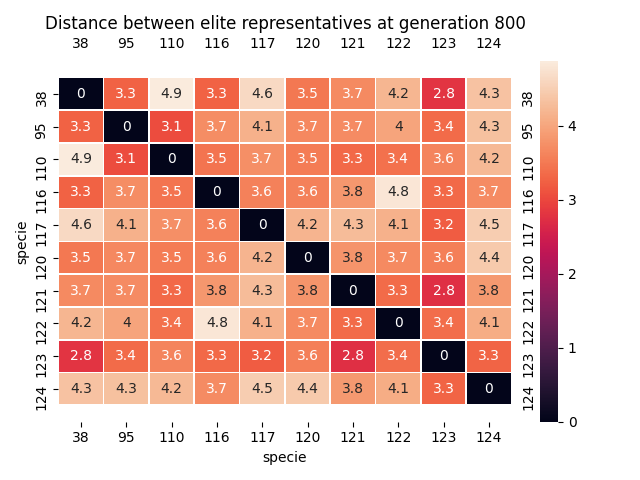 Distance between elite representatives at generation 800
38 95 110 116 117 120 121 122 123 124
38 0 3.3 4.9 3.3 4.6 3.5 3.7 4.2 2.8 4.3 38
95 3.3 0 3.1 3.7 4.1 3.7 3.7 4 3.4 4.3 95
110 4.9 3.1 0 3.5 3.7 3.5 3.3 3.4 3.6 4.2 110
116 3.3 3.7 3.5 0 3.6 3.6 3.8 4.8 3.3 3.7 116
117 4.6 4.1 3.7 3.6 0 4.2 4.3 4.1 3.2 4.5 117
120 3.5 3.7 3.5 3.6 4.2 0 3.8 3.7 3.6 4.4 120
121 3.7 3.7 3.3 3.8 4.3 3.8 0 3.3 2.8 3.8 121
122 4.2 4 3.4 4.8 4.1 3.7 3.3 0 3.4 4.1 122
123 2.8 3.4 3.6 3.3 3.2 3.6 2.8 3.4 0 3.3 123
124 4.3 4.3 4.2 3.7 4.5 4.4 3.8 4.1 3.3 0 124
38 95 110 116 117 120 121 122 123 124
specie
specie
4
3
2
1
0